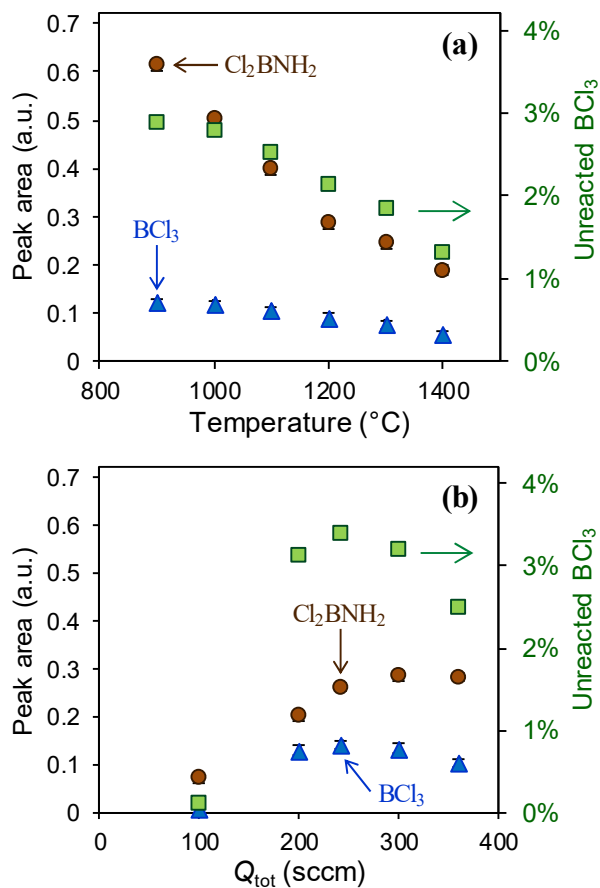 (a)
Peak area (a.u.)
0.7
0.6
0.5
0.4
0.3
0.2
0.1
0
Cl₂BNH₂
BCl₃
4%
3%
2%
1%
0%
Unreacted BCl₃
800 1000 1200 1400
Temperature (°C)
(b)
Peak area (a.u.)
0.7
0.6
0.5
0.4
0.3
0.2
0.1
0
Cl₂BNH₂
BCl₃
4%
3%
2%
1%
0%
Unreacted BCl₃
0 100 200 300 400
Qtot (sccm)